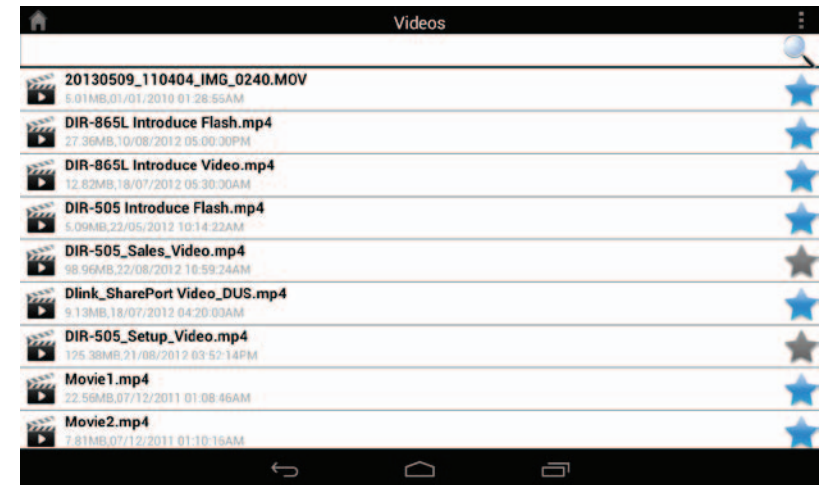 Videos
20130509_110404_IMG_0240.MOV
5.01MB,01/01/2010 01:28:55AM
DIR-865L Introduce Flash.mp4
27.36MB,10/08/2012 05:00:00PM
DIR-865L Introduce Video.mp4
12.82MB,18/07/2012 05:30:00AM
DIR-505 Introduce Flash.mp4
5.09MB,22/05/2012 10:14:22AM
DIR-505_Sales_Video.mp4
98.96MB,22/08/2012 10:59:24AM
Dlink_SharePort Video_DUS.mp4
9.13MB,18/07/2012 04:20:00AM
DIR-505_Setup_Video.mp4
125.38MB,21/08/2012 03:52:14PM
Movie1.mp4
22.56MB,07/12/2011 01:08:46AM
Movie2.mp4
7.81MB,07/12/2011 01:10:16AM